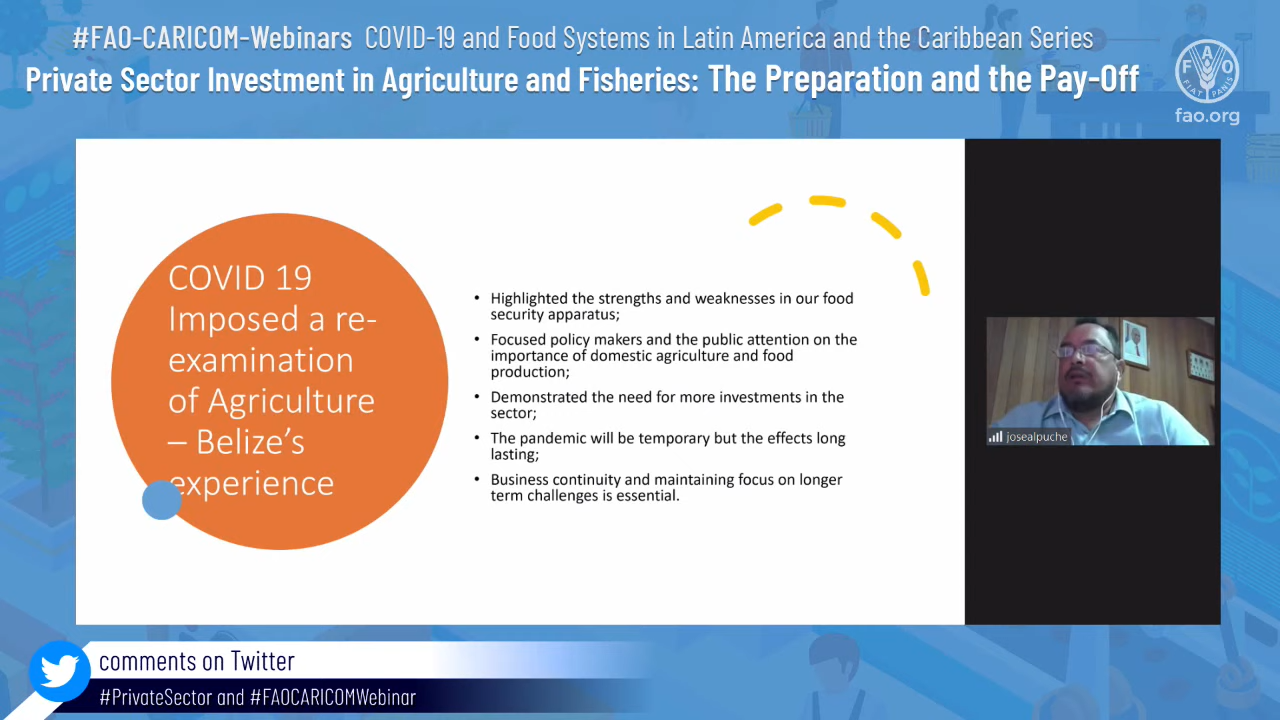 #FAO-CARICOM-Webinars COVID-19 and Food Systems in Latin America and the Caribbean Series
Private Sector Investment in Agriculture and Fisheries: The Preparation and the Pay-Off
F A O
FIAT PANIS
fao.org
COVID 19
Imposed a re-
examination
of Agriculture
– Belize’s
experience
• Highlighted the strengths and weaknesses in our food
security apparatus;
• Focused policy makers and the public attention on the
importance of domestic agriculture and food
production;
• Demonstrated the need for more investments in the
sector;
• The pandemic will be temporary but the effects long
lasting;
• Business continuity and maintaining focus on longer
term challenges is essential.
josealpuche
comments on Twitter
#PrivateSector and #FAOCARICOMWebinar